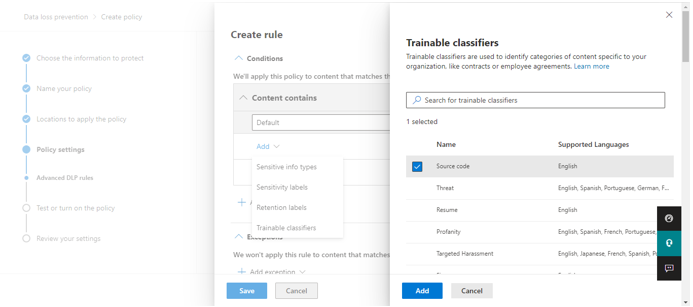 Data loss prevention > Create policy
Choose the information to protect
Name your policy
Locations to apply the policy
Policy settings
Advanced DLP rules
Test or turn on the policy
Review your settings
Create rule
Conditions
We'll apply this policy to content that matches th
Content contains
Default
Add
Sensitive info types
Sensitivity labels
Retention labels
Trainable classifiers
Exceptions
We won't apply this rule to content that matches
Add exception
Save
Cancel
Trainable classifiers
Trainable classifiers are used to identify categories of content specific to your
organization, like contracts or employee agreements. Learn more
Search for trainable classifiers
1 selected
Name
Supported Languages
Source code
English
Threat
English, Spanish, Portuguese, German, F...
Resume
English
Profanity
English, Spanish, French, Portuguese,
Targeted Harassment
English, Japanese, French, Spanish, P
Add
Cancel